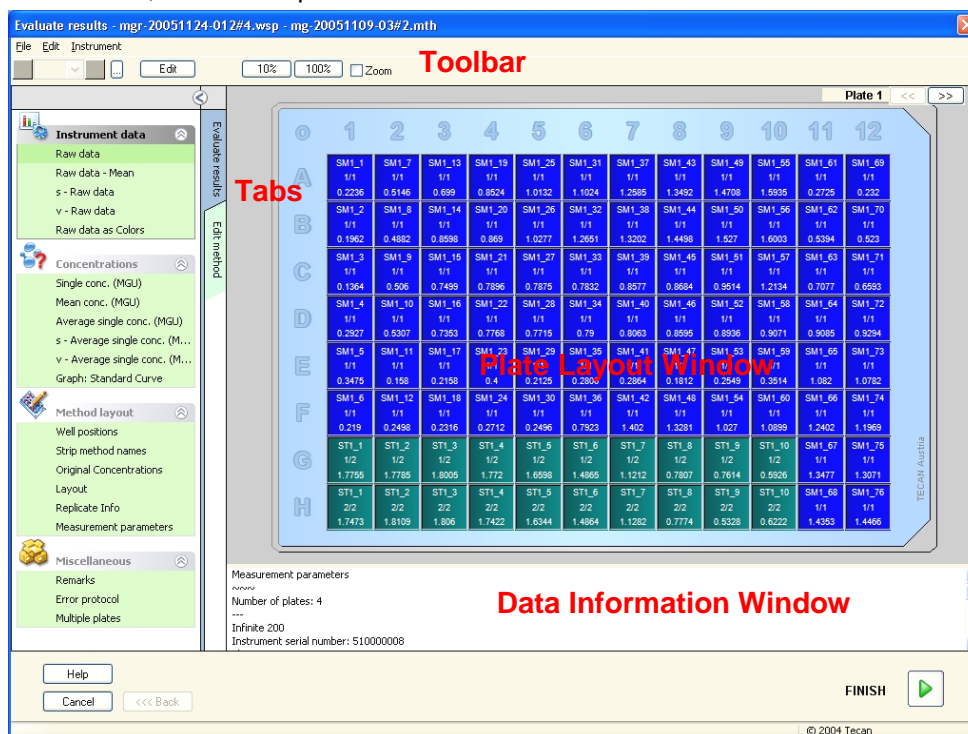 Evaluate results - mgr-20051124-012#4.wsp - mg-20051109-03#2.mth
File Edit Instrument
... Edit 10% 100% Zoom Toolbar
Plate 1 << >>
Instrument data
Raw data
Raw data - Mean
s - Raw data
v - Raw data
Raw data as Colors
Concentrations
Single conc. (MGU)
Mean conc. (MGU)
Average single conc. (MGU)
s - Average single conc. (M...
v - Average single conc. (M...
Graph: Standard Curve
Method layout
Well positions
Strip method names
Original Concentrations
Layout
Replicate Info
Measurement parameters
Miscellaneous
Remarks
Error protocol
Multiple plates
Evaluate results
Edit method
Tabs
1 2 3 4 5 6 7 8 9 10 11 12
A
SM1_1 SM1_7 SM1_13 SM1_19 SM1_25 SM1_31 SM1_37 SM1_43 SM1_49 SM1_55 SM1_61 SM1_69
1/1 1/1 1/1 1/1 1/1 1/1 1/1 1/1 1/1 1/1 1/1 1/1
0.2236 0.5146 0.699 0.8524 1.0132 1.1024 1.2585 1.3492 1.4708 1.5935 0.2725 0.232
B
SM1_2 SM1_8 SM1_14 SM1_20 SM1_26 SM1_32 SM1_38 SM1_44 SM1_50 SM1_56 SM1_62 SM1_70
1/1 1/1 1/1 1/1 1/1 1/1 1/1 1/1 1/1 1/1 1/1 1/1
0.1962 0.4882 0.8598 0.869 1.0277 1.2651 1.3202 1.4498 1.527 1.6003 0.5394 0.523
C
SM1_3 SM1_9 SM1_15 SM1_21 SM1_27 SM1_33 SM1_39 SM1_45 SM1_51 SM1_57 SM1_63 SM1_71
1/1 1/1 1/1 1/1 1/1 1/1 1/1 1/1 1/1 1/1 1/1 1/1
0.1364 0.506 0.7499 0.7896 0.7875 0.7832 0.8577 0.8684 0.9514 1.2134 0.7077 0.6593
D
SM1_4 SM1_10 SM1_16 SM1_22 SM1_28 SM1_34 SM1_40 SM1_46 SM1_52 SM1_58 SM1_64 SM1_72
1/1 1/1 1/1 1/1 1/1 1/1 1/1 1/1 1/1 1/1 1/1 1/1
0.2927 0.5307 0.7353 0.7768 0.7715 0.79 0.8063 0.8595 0.8936 0.9071 0.9085 0.9294
E
SM1_5 SM1_11 SM1_17 SM1_23 SM1_29 SM1_35 SM1_41 SM1_47 SM1_53 SM1_59 SM1_65 SM1_73
Plate Layout Window
1/1 1/1 1/1 1/1 1/1 1/1
0.3475 0.158 0.2158 0.4 0.2125 0.2864 0.1812 0.2549 0.3514 1.082 1.0782
F
SM1_6 SM1_12 SM1_18 SM1_24 SM1_30 SM1_36 SM1_42 SM1_48 SM1_54 SM1_60 SM1_66 SM1_74
1/1 1/1 1/1 1/1 1/1 1/1 1/1 1/1 1/1 1/1 1/1 1/1
0.219 0.2498 0.2316 0.2712 0.2496 0.7923 1.402 1.3281 1.027 1.0899 1.2402 1.1969
G
ST1_1 ST1_2 ST1_3 ST1_4 ST1_5 ST1_6 ST1_7 ST1_8 ST1_9 ST1_10 SM1_67 SM1_75
1/2 1/2 1/2 1/2 1/2 1/2 1/2 1/2 1/2 1/2 1/1 1/1
1.7755 1.7785 1.8005 1.772 1.6598 1.4865 1.1212 0.7807 0.7614 0.5926 1.3477 1.3071
H
ST1_1 ST1_2 ST1_3 ST1_4 ST1_5 ST1_6 ST1_7 ST1_8 ST1_9 ST1_10 SM1_68 SM1_76
2/2 2/2 2/2 2/2 2/2 2/2 2/2 2/2 2/2 2/2 1/1 1/1
1.7473 1.8109 1.806 1.7422 1.6344 1.4864 1.1282 0.7774 0.5328 0.6222 1.4353 1.4466
TECAN Austria
Measurement parameters
~~~~
Number of plates: 4
---
Infinite 200
Instrument serial number: 510000008
Data Information Window
Help
Cancel <<< Back
FINISH
© 2004 Tecan